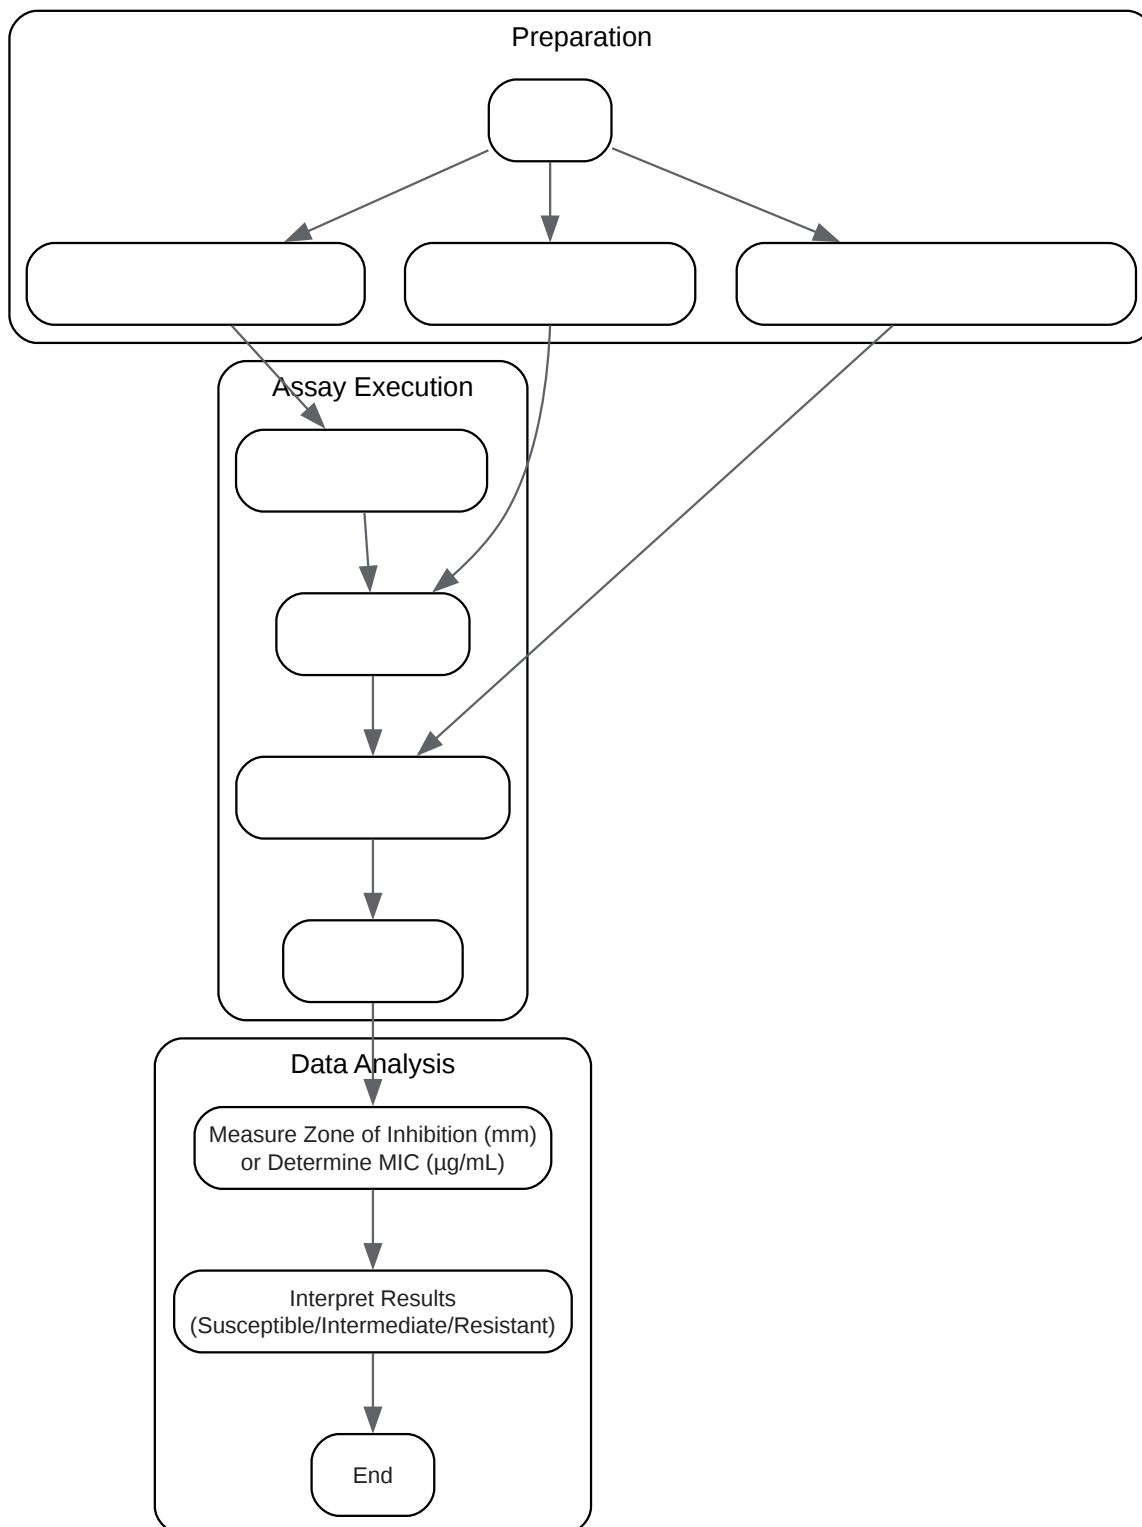 Preparation
Assay Execution
Data Analysis
Measure Zone of Inhibition (mm)
or Determine MIC (µg/mL)
Interpret Results
(Susceptible/Intermediate/Resistant)
End